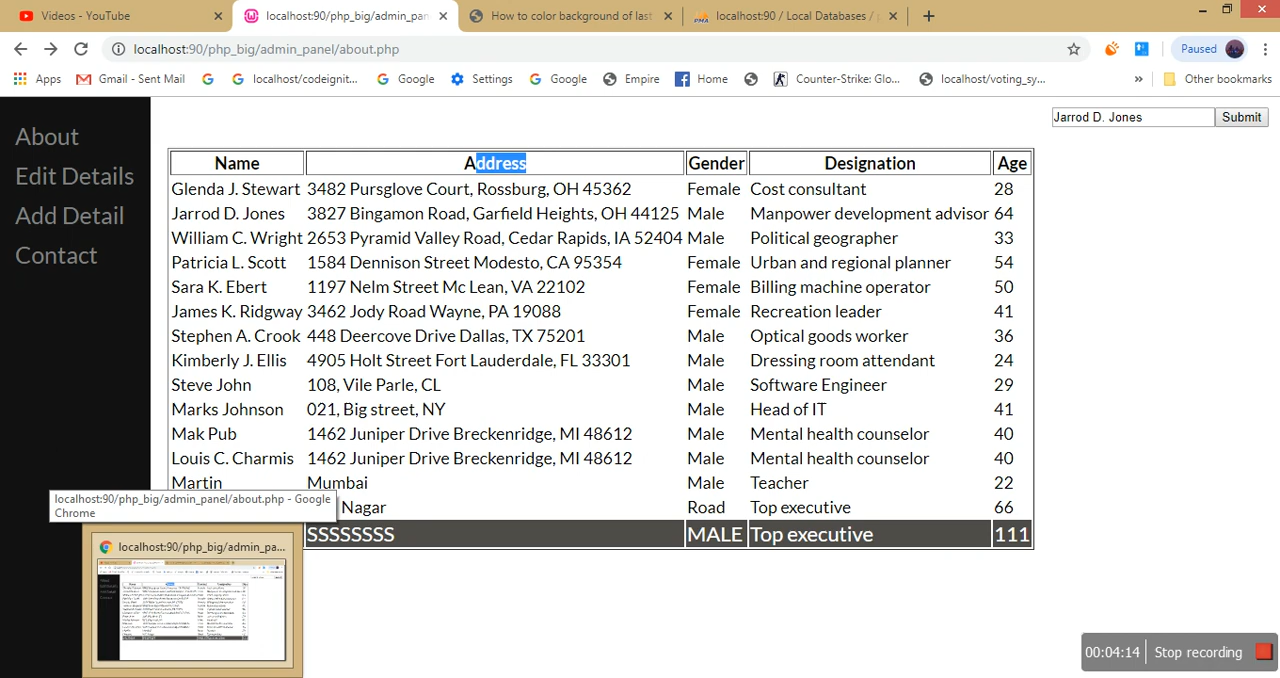 Videos - YouTube
localhost:90/php_big/admin_pan
How to color background of last
localhost:90 / Local Databases /
localhost:90/php_big/admin_panel/about.php
Paused
Apps
Gmail - Sent Mail
localhost/codeignit...
Google
Settings
Google
Empire
Home
Counter-Strike: Glo...
localhost/voting_sy...
»
Other bookmarks
Jarrod D. Jones Submit
About
Edit Details
Add Detail
Contact
Name Address Gender Designation Age
Glenda J. Stewart 3482 Pursglove Court, Rossburg, OH 45362 Female Cost consultant 28
Jarrod D. Jones 3827 Bingamon Road, Garfield Heights, OH 44125 Male Manpower development advisor 64
William C. Wright 2653 Pyramid Valley Road, Cedar Rapids, IA 52404 Male Political geographer 33
Patricia L. Scott 1584 Dennison Street Modesto, CA 95354 Female Urban and regional planner 54
Sara K. Ebert 1197 Nelm Street Mc Lean, VA 22102 Female Billing machine operator 50
James K. Ridgway 3462 Jody Road Wayne, PA 19088 Female Recreation leader 41
Stephen A. Crook 448 Deercove Drive Dallas, TX 75201 Male Optical goods worker 36
Kimberly J. Ellis 4905 Holt Street Fort Lauderdale, FL 33301 Male Dressing room attendant 24
Steve John 108, Vile Parle, CL Male Software Engineer 29
Marks Johnson 021, Big street, NY Male Head of IT 41
Mak Pub 1462 Juniper Drive Breckenridge, MI 48612 Male Mental health counselor 40
Louis C. Charmis 1462 Juniper Drive Breckenridge, MI 48612 Male Mental health counselor 40
Martin Mumbai Male Teacher 22
Nagar Road Top executive 66
SSSSSSSS MALE Top executive 111
localhost:90/php_big/admin_panel/about.php - Google
Chrome
localhost:90/php_big/admin_pa...
00:04:14 Stop recording